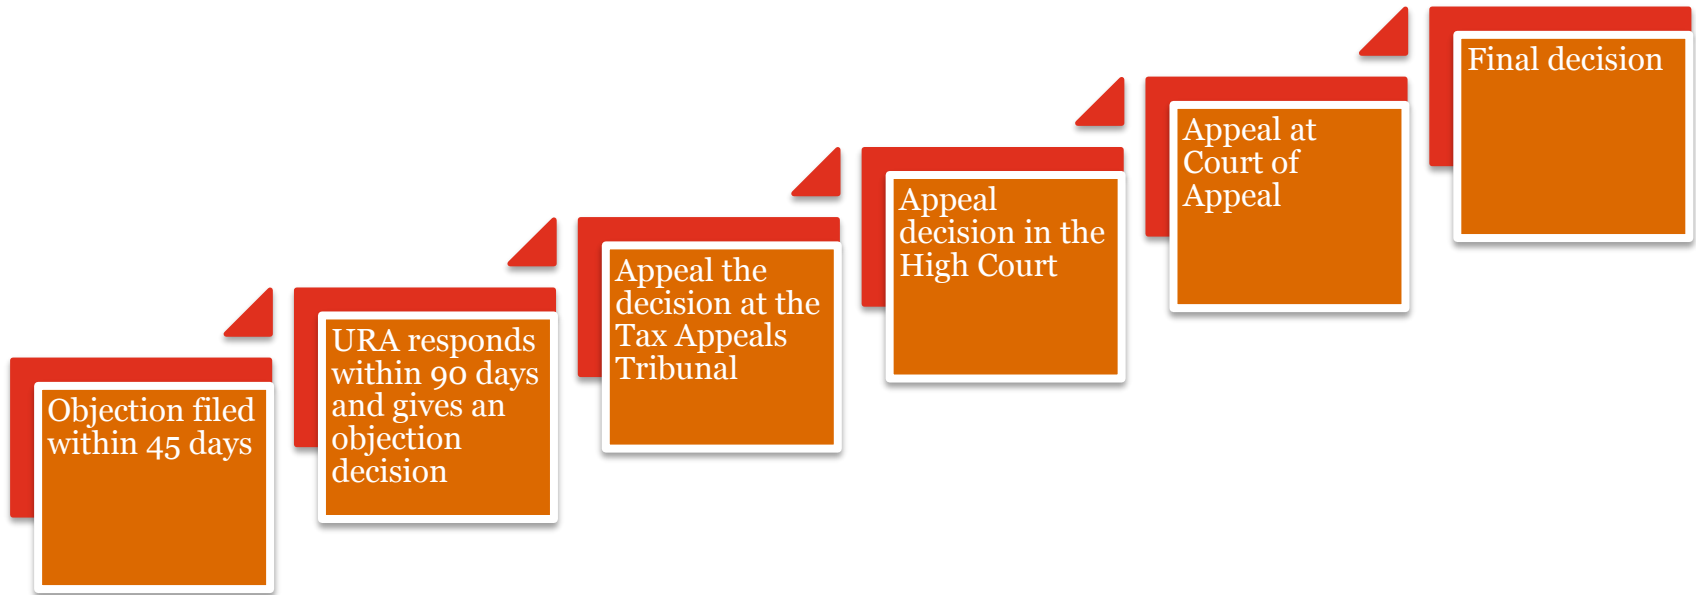 Objection filed
within 45 days
URA responds
within 90 days
and gives an
objection
decision
Appeal the
decision at the
Tax Appeals
Tribunal
Appeal
decision in the
High Court
Appeal at
Court of
Appeal
Final decision